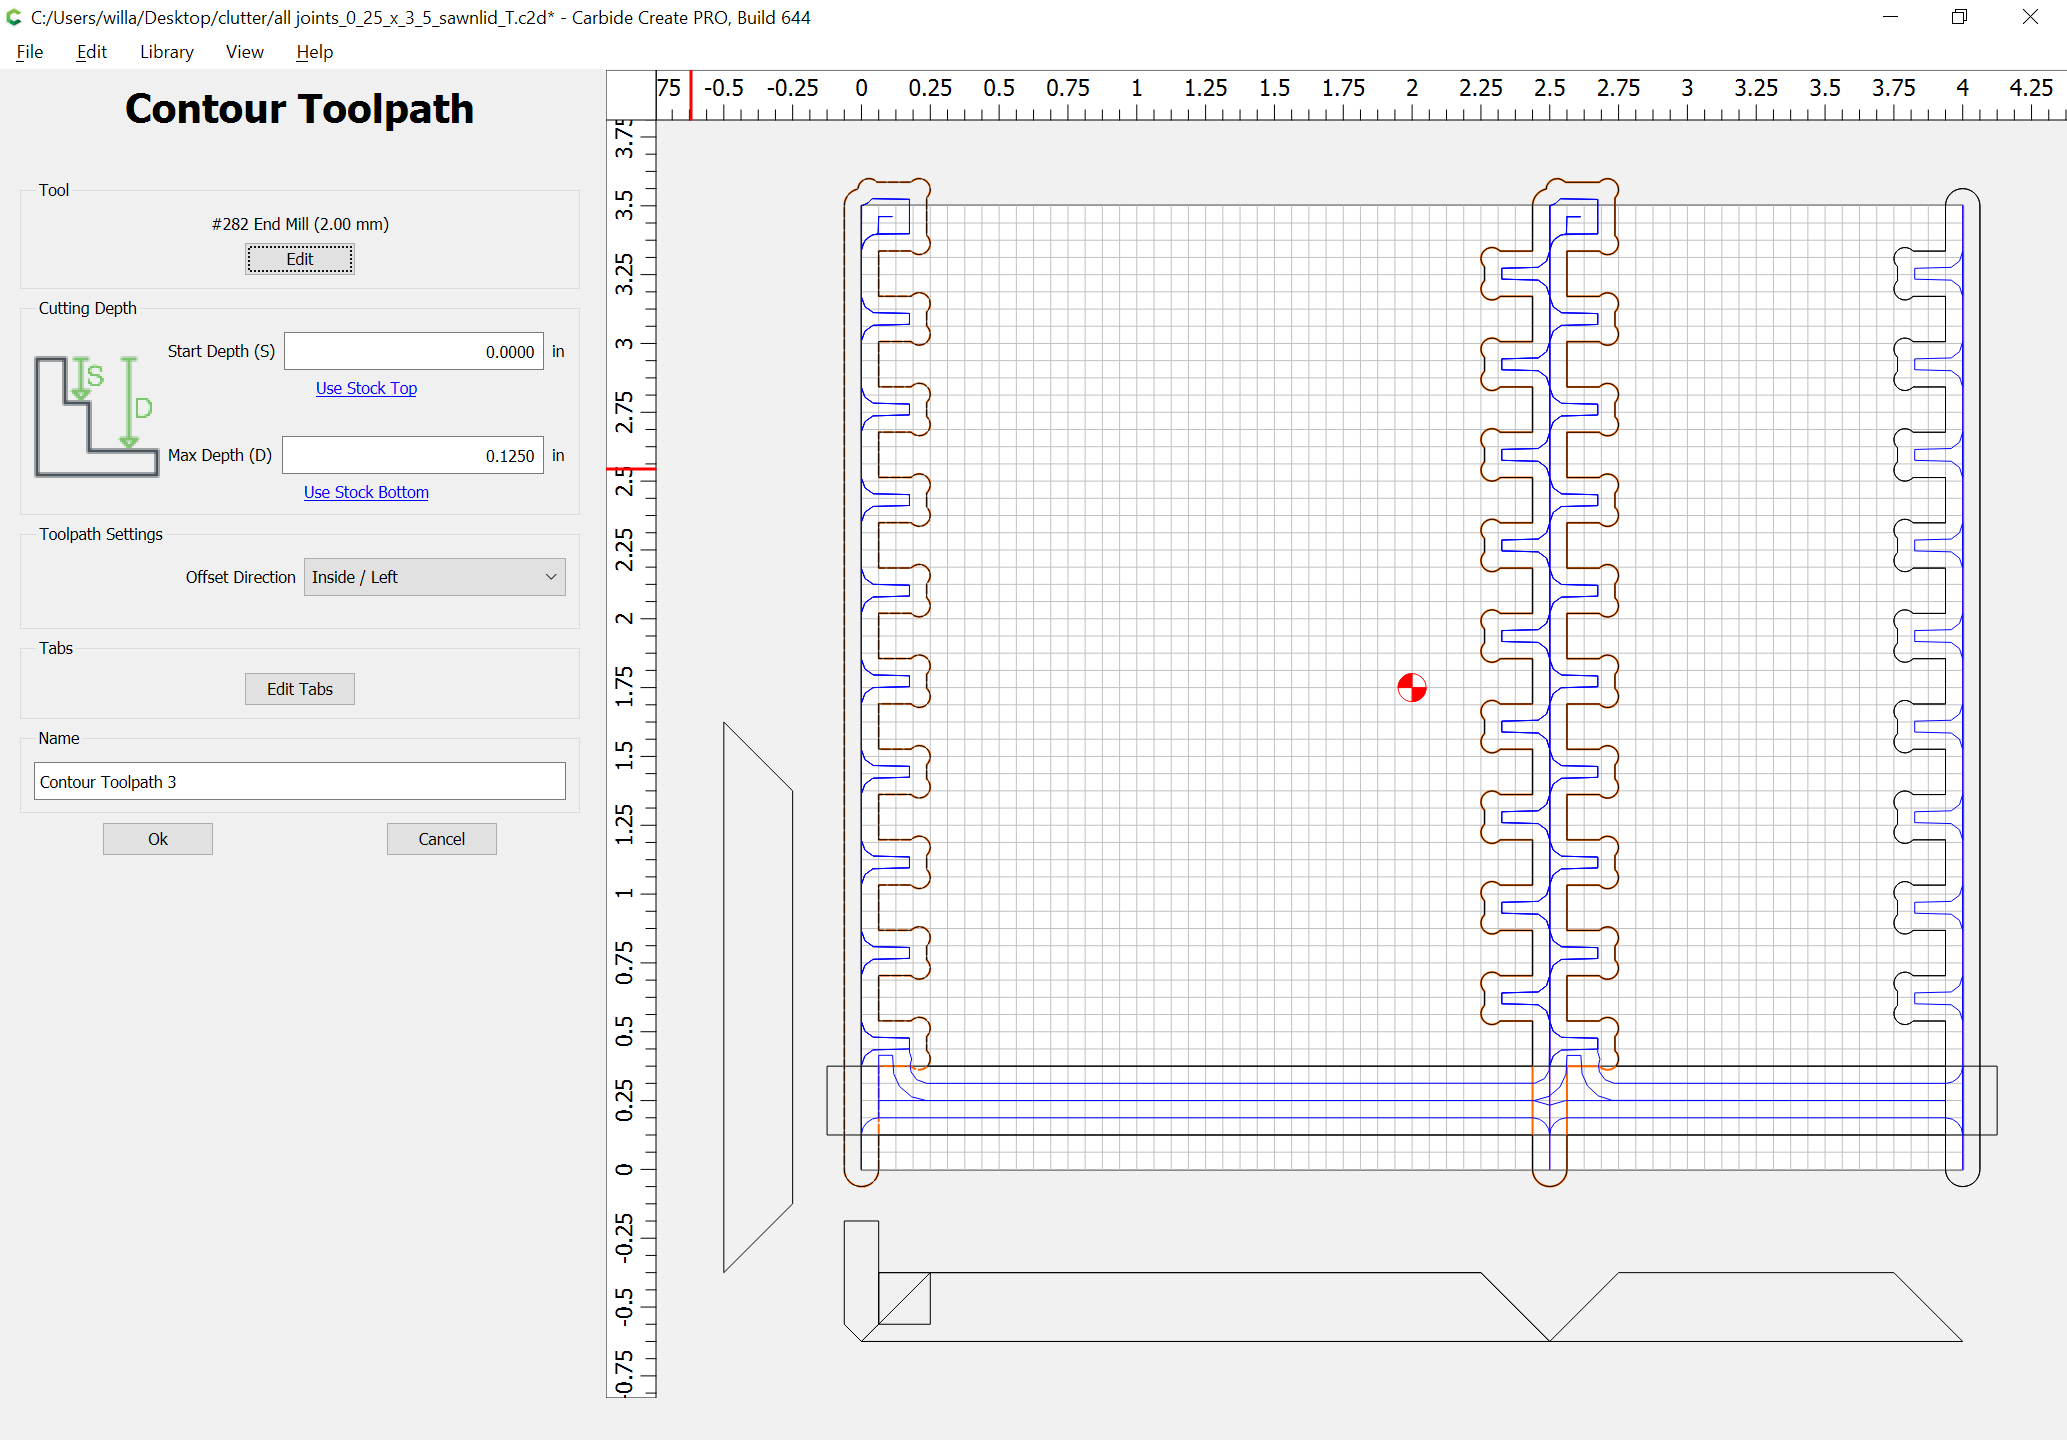 C:/Users/willa/Desktop/clutter/all joints_0_25_x_3_5_sawnlid_T.c2d* - Carbide Create PRO, Build 644
File Edit Library View Help
Contour Toolpath
Tool
#282 End Mill (2.00 mm)
Edit
Cutting Depth
Start Depth (S) 0.0000 in
Use Stock Top
S
D
Max Depth (D) 0.1250 in
Use Stock Bottom
Toolpath Settings
Offset Direction Inside / Left
Tabs
Edit Tabs
Name
Contour Toolpath 3
Ok Cancel
75 -0.5 -0.25 0 0.25 0.5 0.75 1 1.25 1.5 1.75 2 2.25 2.5 2.75 3 3.25 3.5 3.75 4 4.25
3.75
3.5
3.25
3
2.75
2.5
2.25
2
1.75
1.5
1.25
1
0.75
0.5
0.25
0
-0.25
-0.5
-0.75